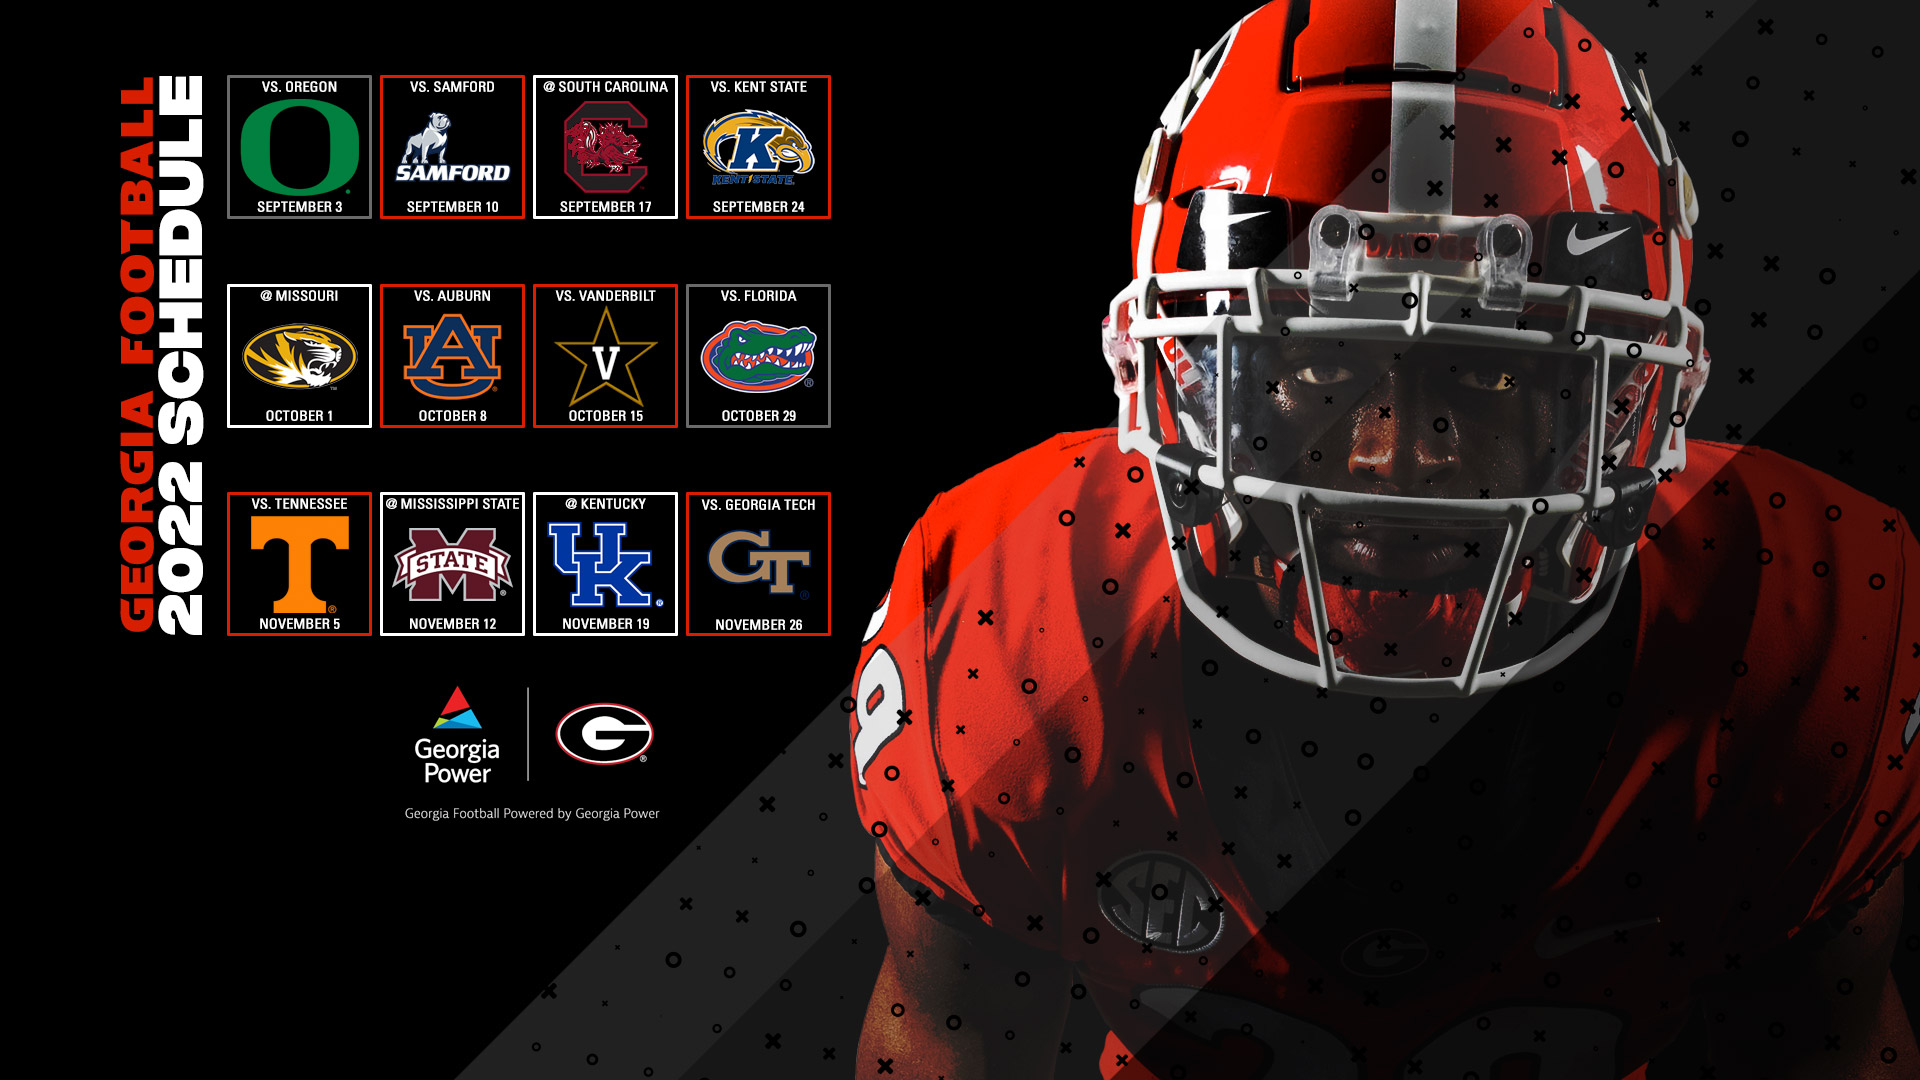 GEORGIA FOOTBALL
2022 SCHEDULE
VS. OREGON
O
SEPTEMBER 3
VS. SAMFORD
SAMFORD
SEPTEMBER 10
@ SOUTH CAROLINA
C
SEPTEMBER 17
VS. KENT STATE
K
KENT STATE
SEPTEMBER 24
@ MISSOURI
OCTOBER 1
VS. AUBURN
AU
OCTOBER 8
VS. VANDERBILT
V
OCTOBER 15
VS. FLORIDA
OCTOBER 29
VS. TENNESSEE
T
NOVEMBER 5
@ MISSISSIPPI STATE
M
STATE
NOVEMBER 12
@ KENTUCKY
UK
NOVEMBER 19
VS. GEORGIA TECH
GT
NOVEMBER 26
Georgia
Power
G
Georgia Football Powered by Georgia Power
SEC
G